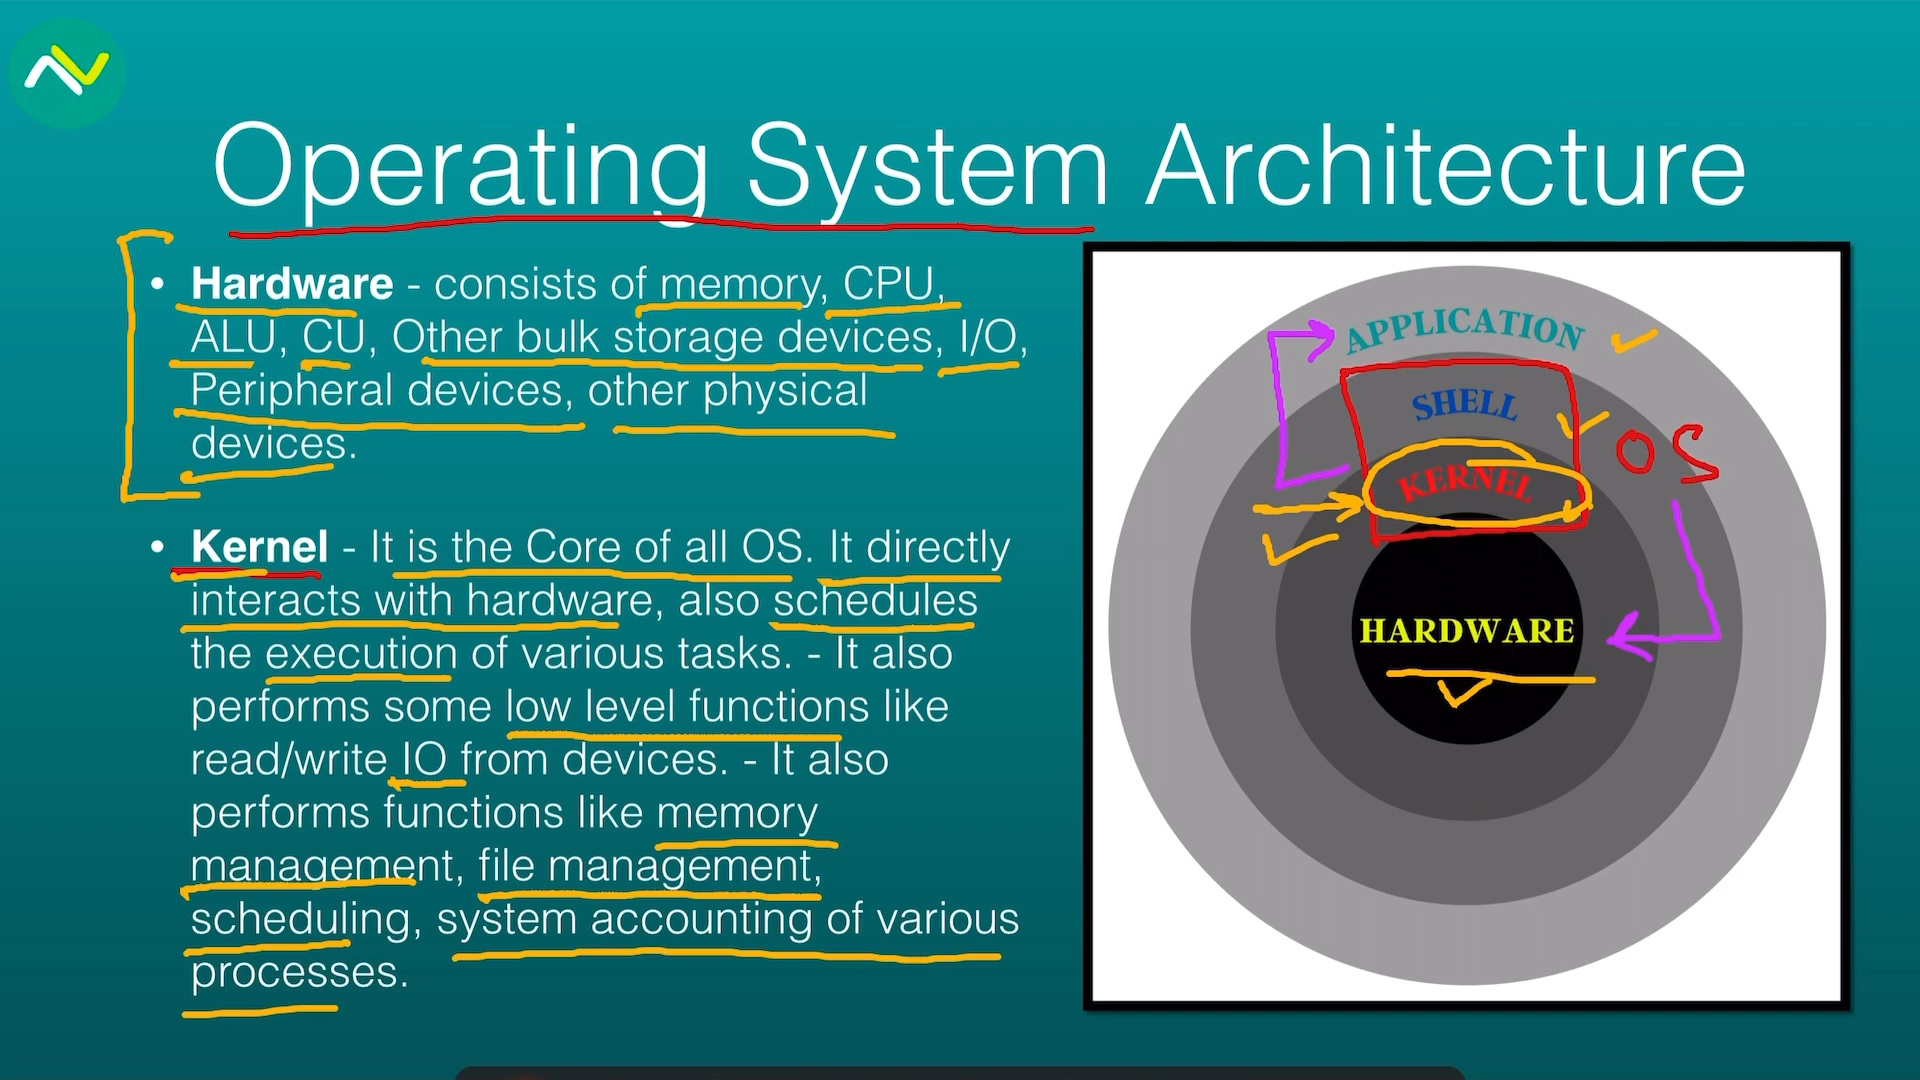 Operating System Architecture
• Hardware - consists of memory, CPU,
ALU, CU, Other bulk storage devices, I/O,
Peripheral devices, other physical
devices.
• Kernel - It is the Core of all OS. It directly
interacts with hardware, also schedules
the execution of various tasks. - It also
performs some low level functions like
read/write IO from devices. - It also
performs functions like memory
management, file management,
scheduling, system accounting of various
processes.
APPLICATION
SHELL
OS
KERNEL
HARDWARE